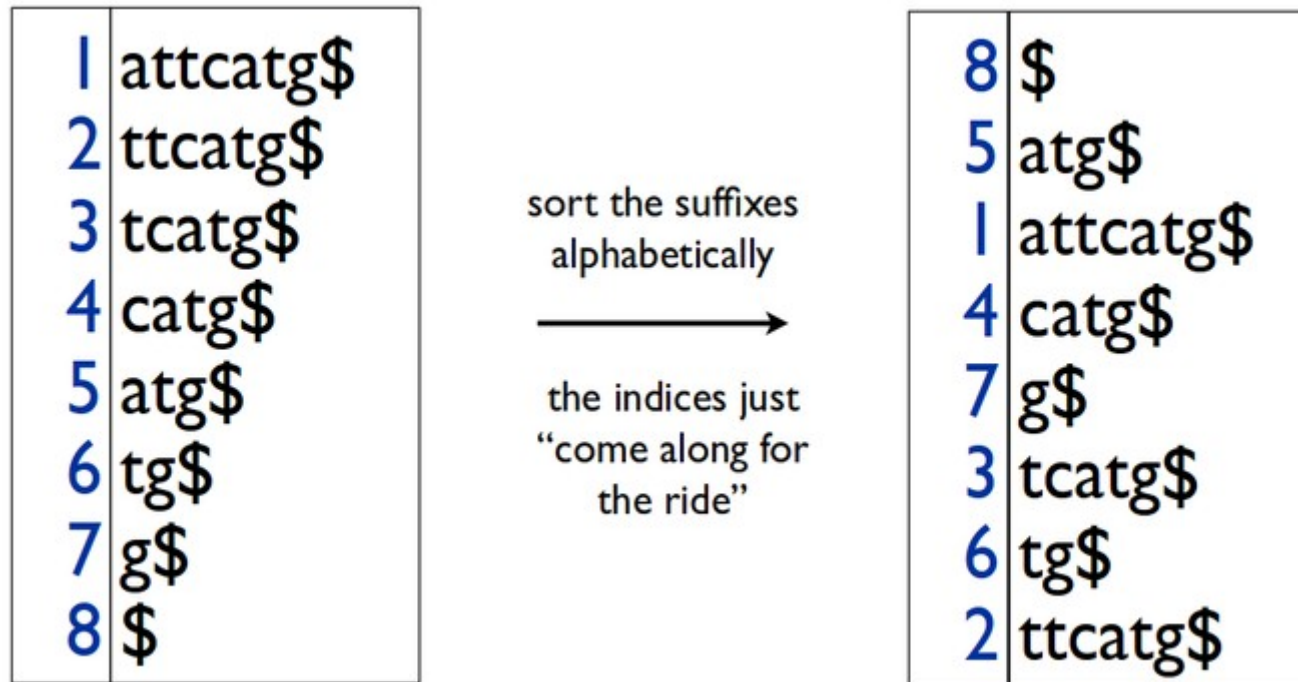 1 attcatg$
2 ttcatg$
3 tcatg$
4 catg$
5 atg$
6 tg$
7 g$
8 $
sort the suffixes
alphabetically
the indices just
“come along for
the ride”
8 $
5 atg$
1 attcatg$
4 catg$
7 g$
3 tcatg$
6 tg$
2 ttcatg$